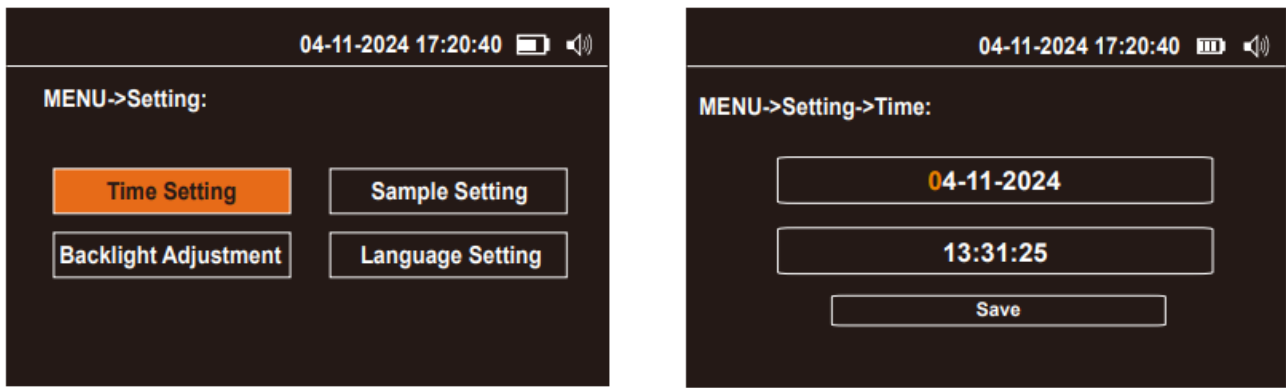 04-11-2024 17:20:40
MENU->Setting:
Time Setting
Sample Setting
Backlight Adjustment
Language Setting
04-11-2024 17:20:40
MENU->Setting->Time:
04-11-2024
13:31:25
Save